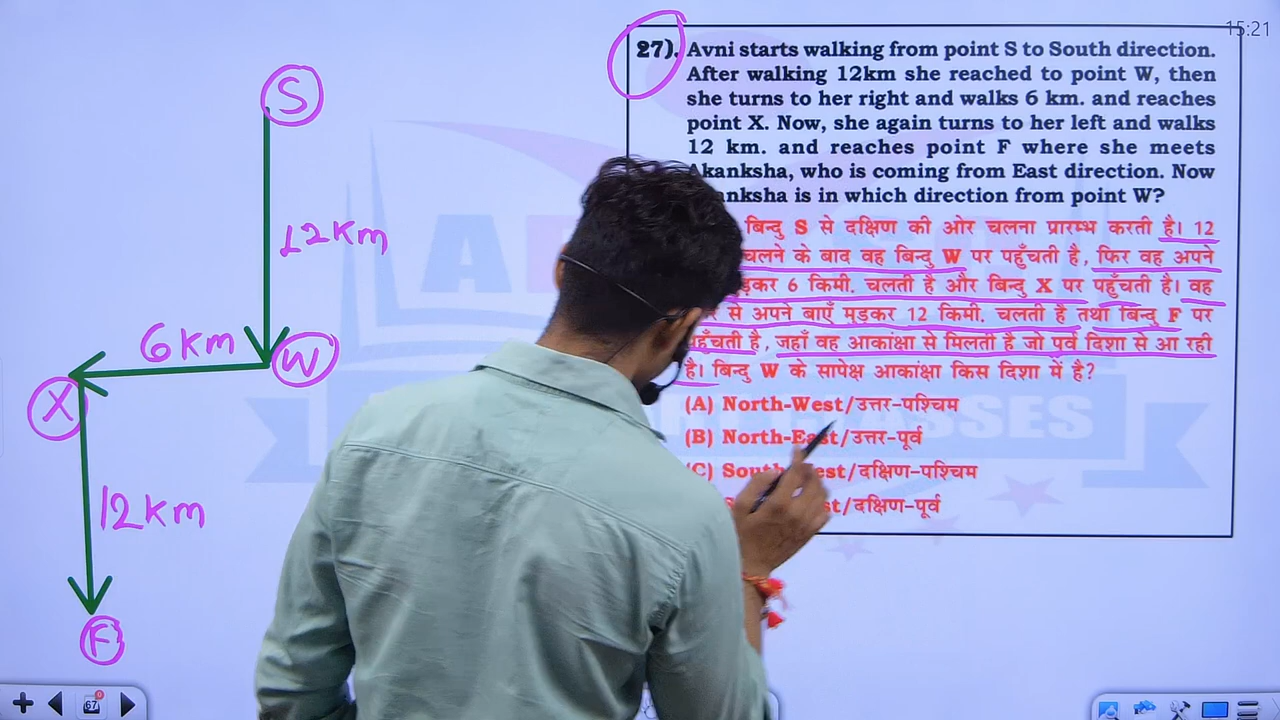 15:21
27). Avni starts walking from point S to South direction.
After walking 12km she reached to point W, then
she turns to her right and walks 6 km. and reaches
point X. Now, she again turns to her left and walks
12 km. and reaches point F where she meets
Akanksha, who is coming from East direction. Now
anksha is in which direction from point W?
बिन्दु S से दक्षिण की ओर चलना प्रारम्भ करती है। 12
चलने के बाद वह बिन्दु W पर पहुँचती है, फिर वह अपने
6 किमी. चलती है और बिन्दु X पर पहुँचती है। वह
से अपने बाएँ मुड़कर 12 किमी. चलती है तथा बिन्दु F पर
पहुँचती है, जहाँ वह आकांक्षा से मिलती है जो पूर्व दिशा से आ रही
है। बिन्दु W के सापेक्ष आकांक्षा किस दिशा में है?
(A) North-West/उत्तर-पश्चिम
(B) North-East/उत्तर-पूर्व
(C) South-West/दक्षिण-पश्चिम
st/दक्षिण-पूर्व
S
12Km
6Km
W
X
12Km
F
67